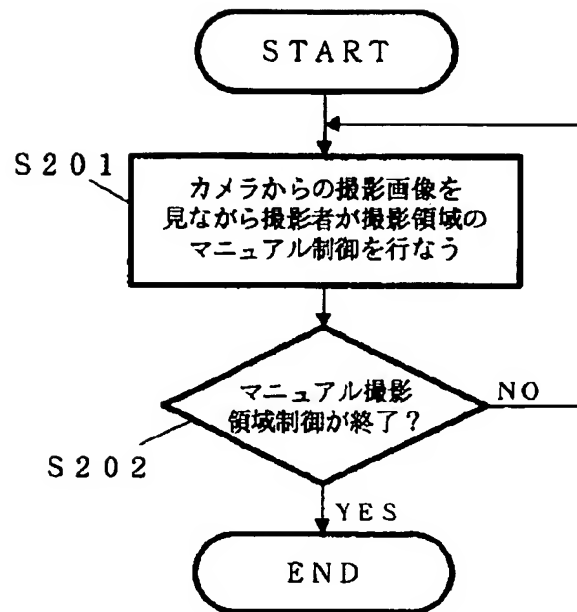 START
S201
カメラからの撮影画像を
見ながら撮影者が撮影領域の
マニュアル制御を行なう
マニュアル撮影
領域制御が終了？
NO
S202
YES
END